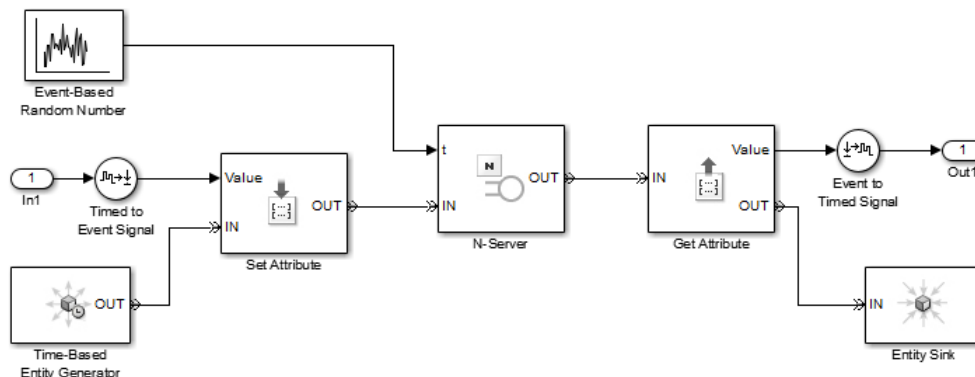 Event-Based
Random Number
1
In1
Timed to
Event Signal
Value
IN
OUT
Set Attribute
OUT
Time-Based
Entity Generator
t
N
IN
OUT
N-Server
IN
Value
[...]
OUT
Get Attribute
[...]
Event to
Timed Signal
1
Out1
IN
Entity Sink